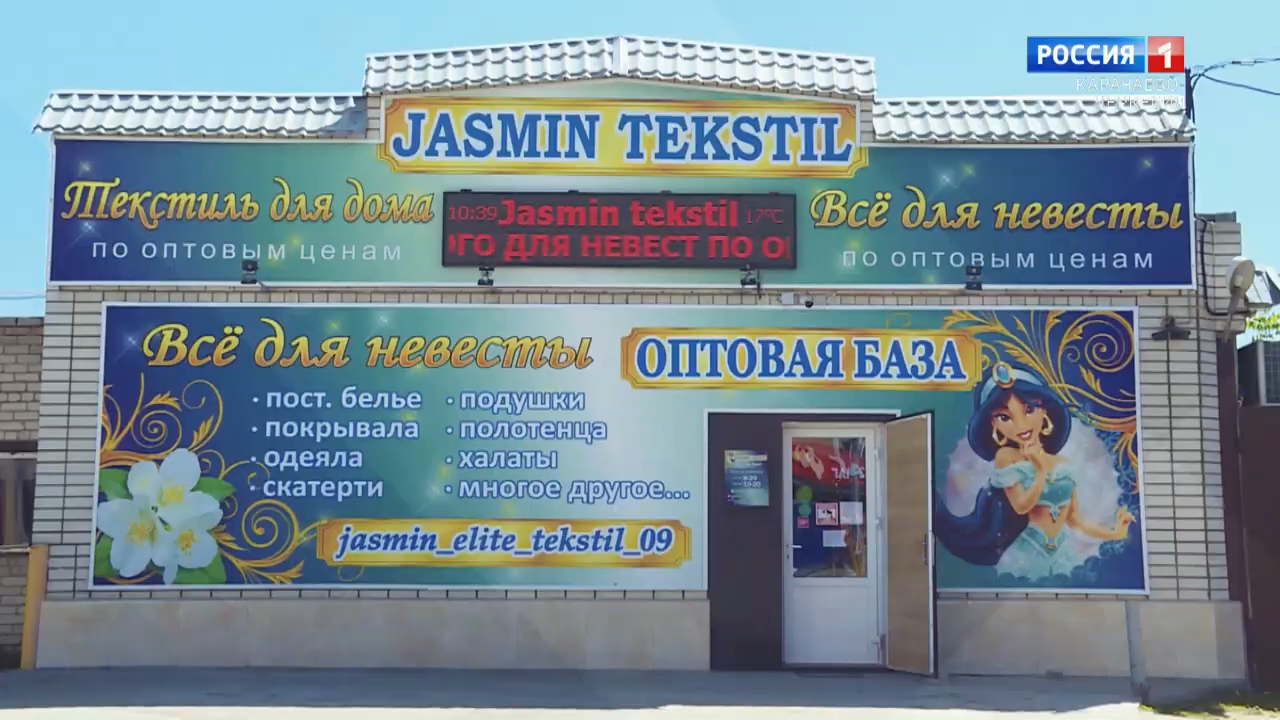 РОССИЯ 1
КАРАЧАЕВО-
ЧЕРКЕСИЯ
JASMIN TEKSTIL
Текстиль для дома
по оптовым ценам
10:39 Jasmin tekstil 17°C
ГО ДЛЯ НЕВЕСТ ПО О
Всё для невесты
по оптовым ценам
Всё для невесты
· пост. белье
· покрывала
· одеяла
· скатерти
· подушки
· полотенца
· халаты
· многое другое...
jasmin_elite_tekstil_09
ОПТОВАЯ БАЗА